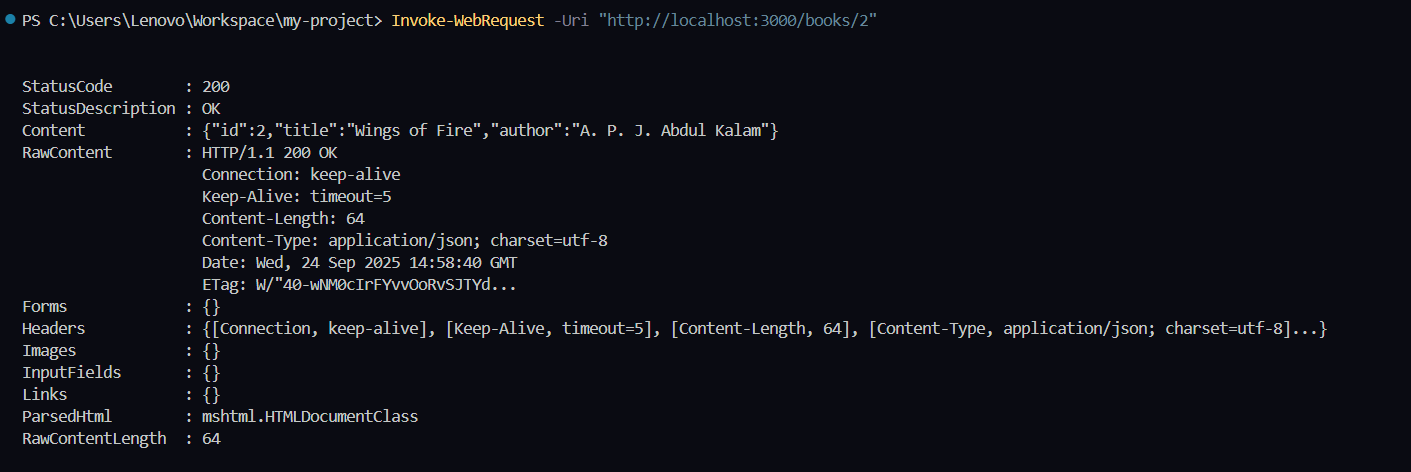 PS C:\Users\Lenovo\Workspace\my-project> Invoke-WebRequest -Uri "http://localhost:3000/books/2"
StatusCode        : 200
StatusDescription : OK
Content           : {"id":2,"title":"Wings of Fire","author":"A. P. J. Abdul Kalam"}
RawContent        : HTTP/1.1 200 OK
                    Connection: keep-alive
                    Keep-Alive: timeout=5
                    Content-Length: 64
                    Content-Type: application/json; charset=utf-8
                    Date: Wed, 24 Sep 2025 14:58:40 GMT
                    ETag: W/"40-wNM0cIrFYvvOoRvSJTYd...
Forms             : {}
Headers           : {[Connection, keep-alive], [Keep-Alive, timeout=5], [Content-Length, 64], [Content-Type, application/json; charset=utf-8]...}
Images            : {}
InputFields       : {}
Links             : {}
ParsedHtml        : mshtml.HTMLDocumentClass
RawContentLength  : 64